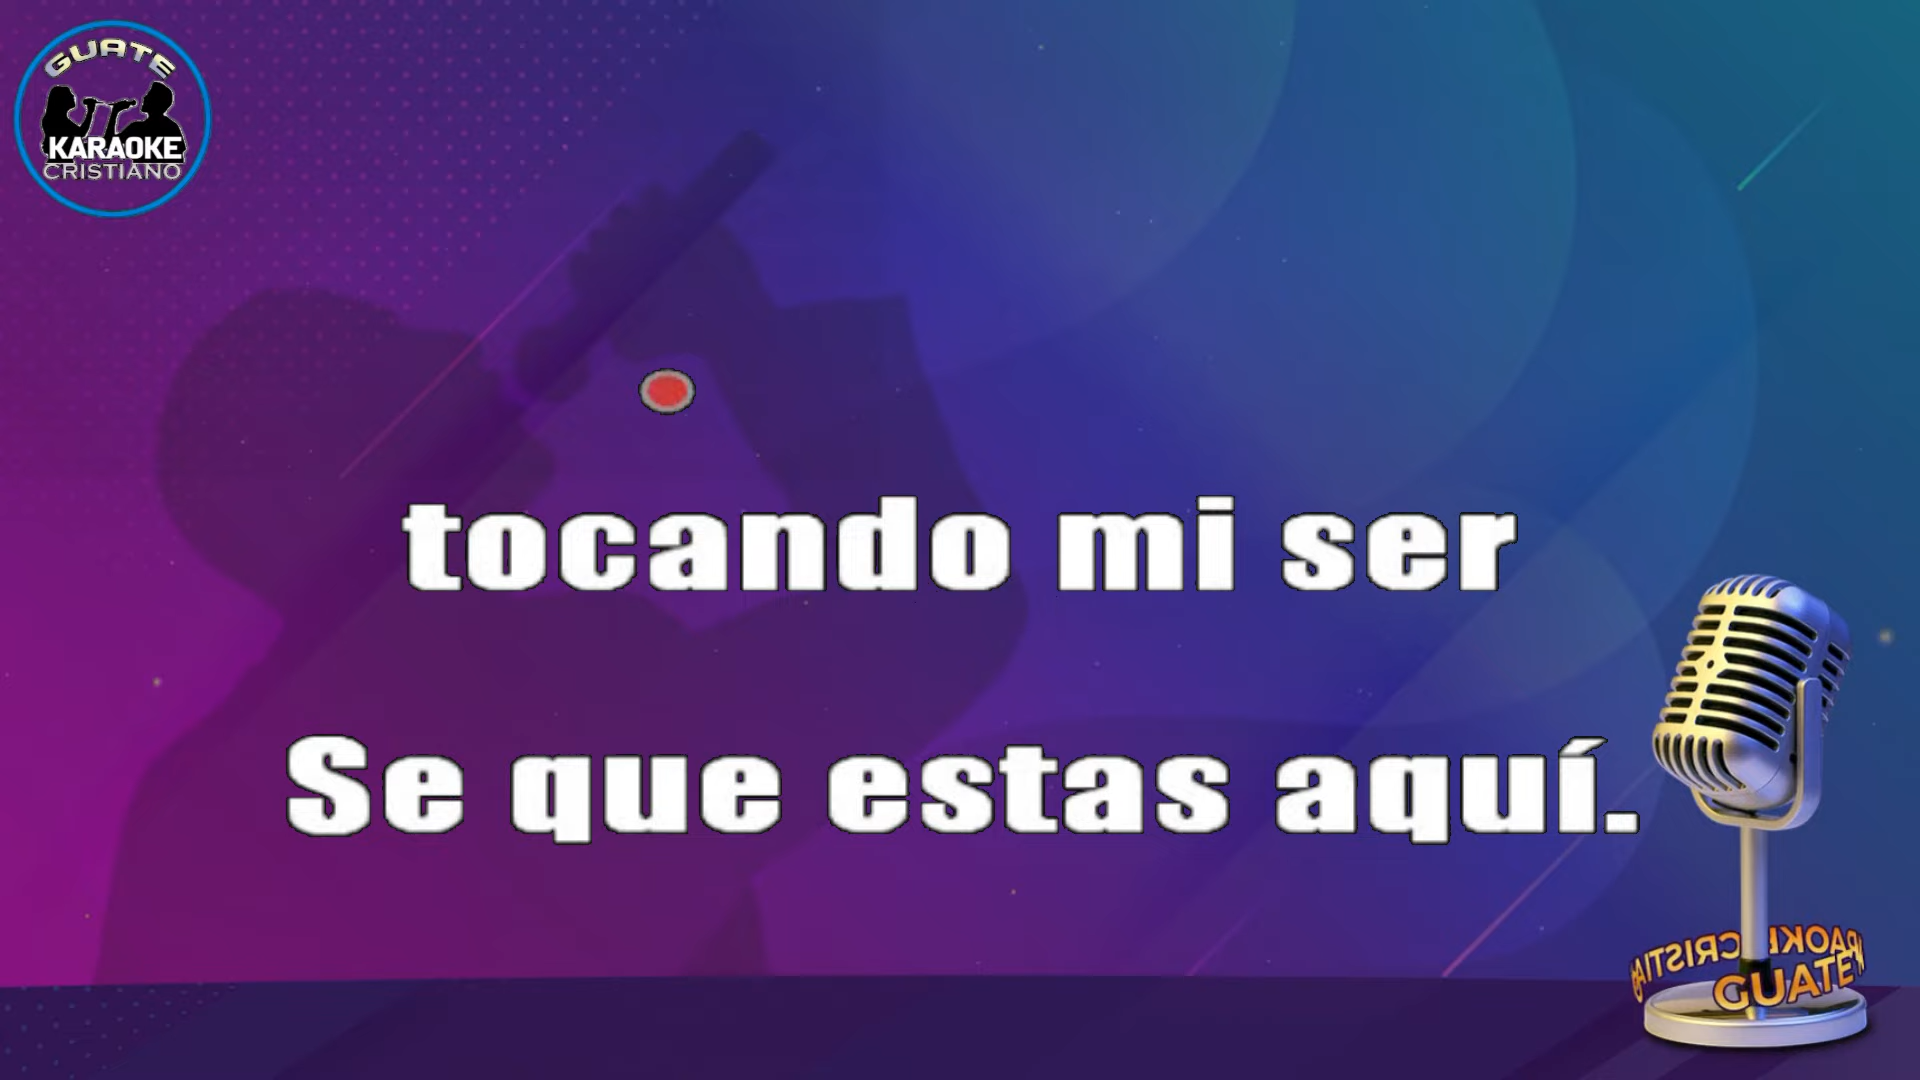 GUATE
KARAOKE
CRISTIANO
tocando mi ser
Se que estas aquí.
GUATE